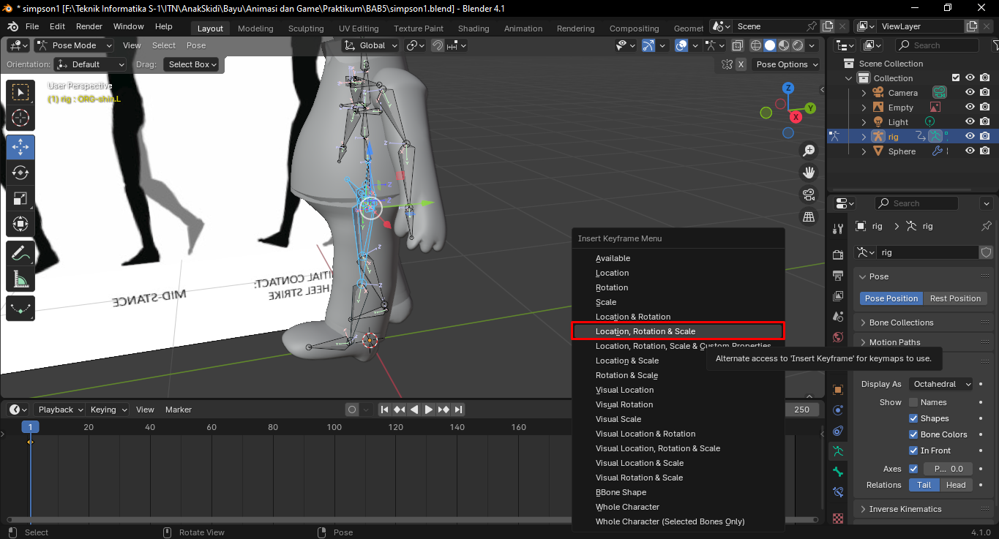 * simpson1 [F:\Teknik Informatika S-1\ITN\AnakSkidi\Bayu\Animasi dan Game\Praktikum\BAB5\simpson1.blend] - Blender 4.1
File Edit Render Window Help Layout Modeling Sculpting UV Editing Texture Paint Shading Animation Rendering Compositing Geomet Scene ViewLayer
Pose Mode View Select Pose Global Search
Orientation: Default Drag: Select Box X Pose Options
User Perspective
(1) rig : ORG-shin.L
Z
Y
X
Scene Collection
Collection
Camera
Empty
Light
rig
Sphere
MID-STANCE
ITIAL CONTACT:
HEEL STRIKE
Insert Keyframe Menu
Available
Location
Rotation
Scale
Location & Rotation
Location, Rotation & Scale
Location, Rotation, Scale & Custom Properties
Location & Scale
Rotation & Scale
Visual Location
Visual Rotation
Visual Scale
Visual Location & Rotation
Visual Location, Rotation & Scale
Visual Location & Scale
Visual Rotation & Scale
BBone Shape
Whole Character
Whole Character (Selected Bones Only)
Alternate access to 'Insert Keyframe' for keymaps to use.
Search
rig rig
rig
Pose
Pose Position Rest Position
Bone Collections
Motion Paths
Display As Octahedral
Show Names
Shapes
Bone Colors
In Front
Axes P... 0.0
Relations Tail Head
Inverse Kinematics
Playback Keying View Marker 250
1 20 40 60 80 100 120 140 160
Select Rotate View Pose 4.1.0